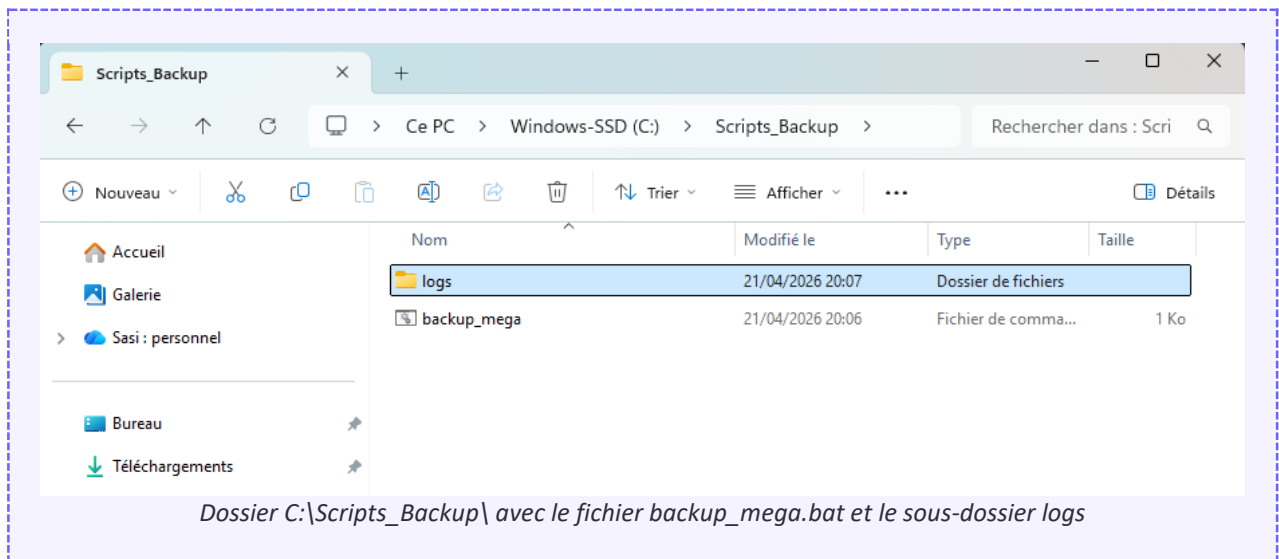 Scripts_Backup
Ce PC > Windows-SSD (C:) > Scripts_Backup >
Rechercher dans : Scri
Nouveau
Trier
Afficher
Détails
Nom
Modifié le
Type
Taille
Accueil
Galerie
Sasi : personnel
Bureau
Téléchargements
logs 21/04/2026 20:07 Dossier de fichiers
backup_mega 21/04/2026 20:06 Fichier de comma... 1 Ko
Dossier C:\Scripts_Backup\ avec le fichier backup_mega.bat et le sous-dossier logs